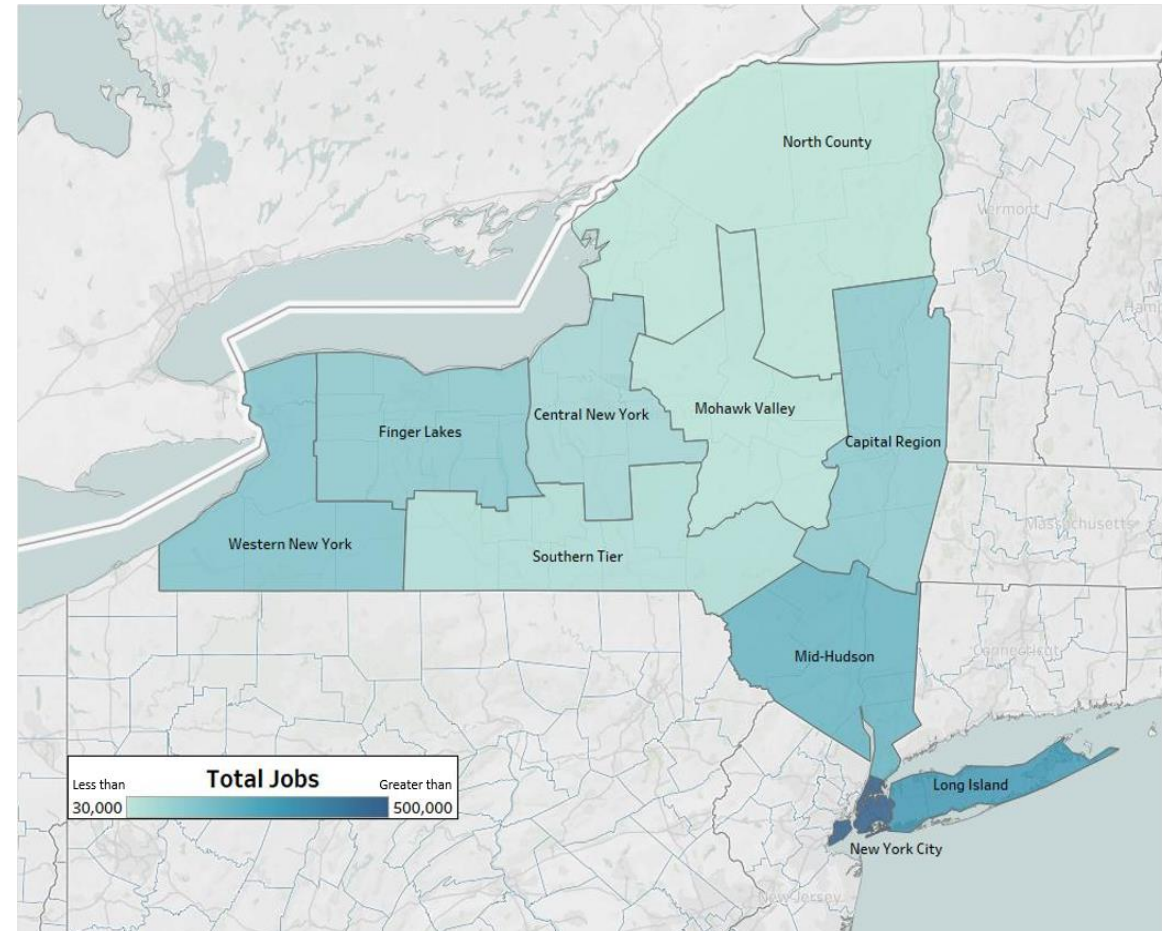 North County
Vermont
Central New York
Mohawk Valley
Finger Lakes
Capital Region
Western New York
Southern Tier
Massachusetts
Mid-Hudson
Connecticut
Less than
Total Jobs
Greater than
30,000
500,000
Long Island
New York City
New Jersey